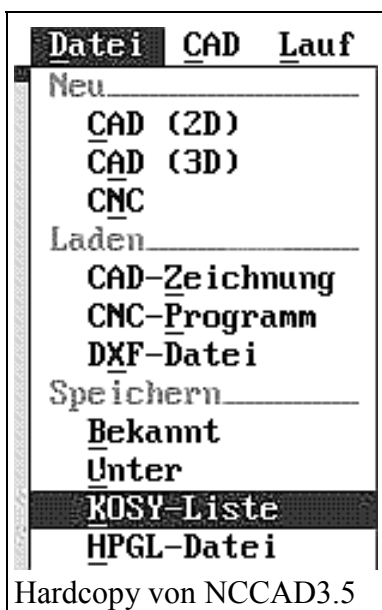 Datei CAD Lauf
Neu
CAD (2D)
CAD (3D)
CNC
Laden
CAD-Zeichnung
CNC-Programm
DXF-Datei
Speichern
Bekannt
Unter
KOSY-Liste
HPGL-Datei
Hardcopy von NCCAD3.5